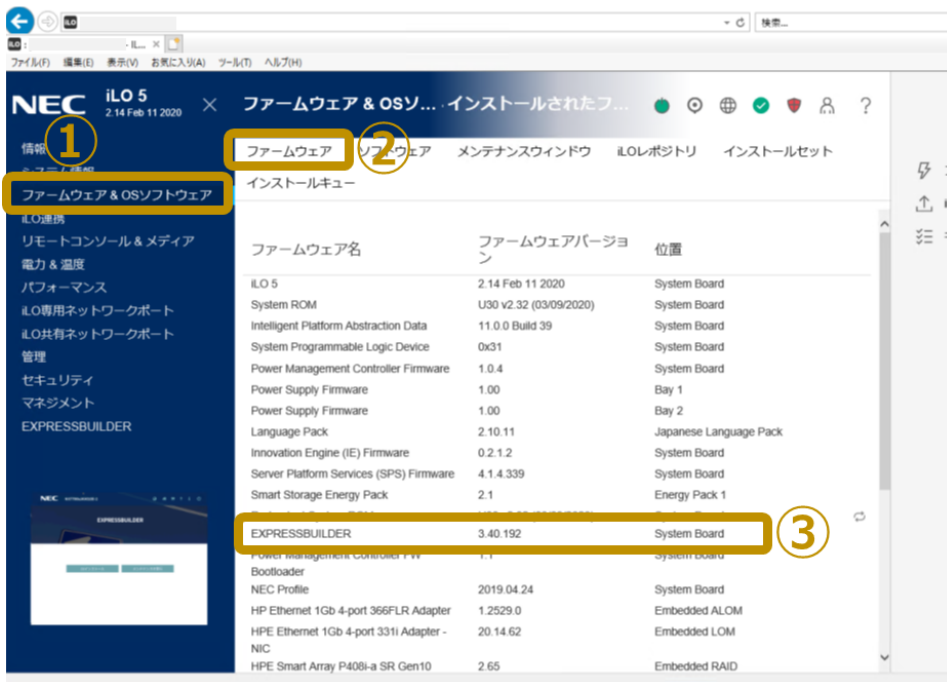 iLO
検索...
iLO :
- IL...
ファイル(F) 編集(E) 表示(V) お気に入り(A) ツール(T) ヘルプ(H)
NEC
iLO 5
2.14 Feb 11 2020
ファームウェア & OSソ... - インストールされたフ...
?
①
②
情報
システム情報
ファームウェア & OSソフトウェア
iLO連携
リモートコンソール & メディア
電力 & 温度
パフォーマンス
iLO専用ネットワークポート
iLO共有ネットワークポート
管理
セキュリティ
マネジメント
EXPRESSBUILDER
NEC
EXPRESSBUILDER
ファームウェア ソフトウェア メンテナンスウィンドウ iLOレポジトリ インストールセット
インストールキュー
ファームウェア名 ファームウェアバージョン 位置
iLO 5 2.14 Feb 11 2020 System Board
System ROM U30 v2.32 (03/09/2020) System Board
Intelligent Platform Abstraction Data 11.0.0 Build 39 System Board
System Programmable Logic Device 0x31 System Board
Power Management Controller Firmware 1.0.4 System Board
Power Supply Firmware 1.00 Bay 1
Power Supply Firmware 1.00 Bay 2
Language Pack 2.10.11 Japanese Language Pack
Innovation Engine (IE) Firmware 0.2.1.2 System Board
Server Platform Services (SPS) Firmware 4.1.4.339 System Board
Smart Storage Energy Pack 2.1 Energy Pack 1
EXPRESSBUILDER 3.40.192 System Board
③
Power Management Controller FW Bootloader 1.1 System Board
NEC Profile 2019.04.24 System Board
HP Ethernet 1Gb 4-port 366FLR Adapter 1.2529.0 Embedded ALOM
HPE Ethernet 1Gb 4-port 331i Adapter - NIC 20.14.62 Embedded LOM
HPE Smart Array P408i-a SR Gen10 2.65 Embedded RAID